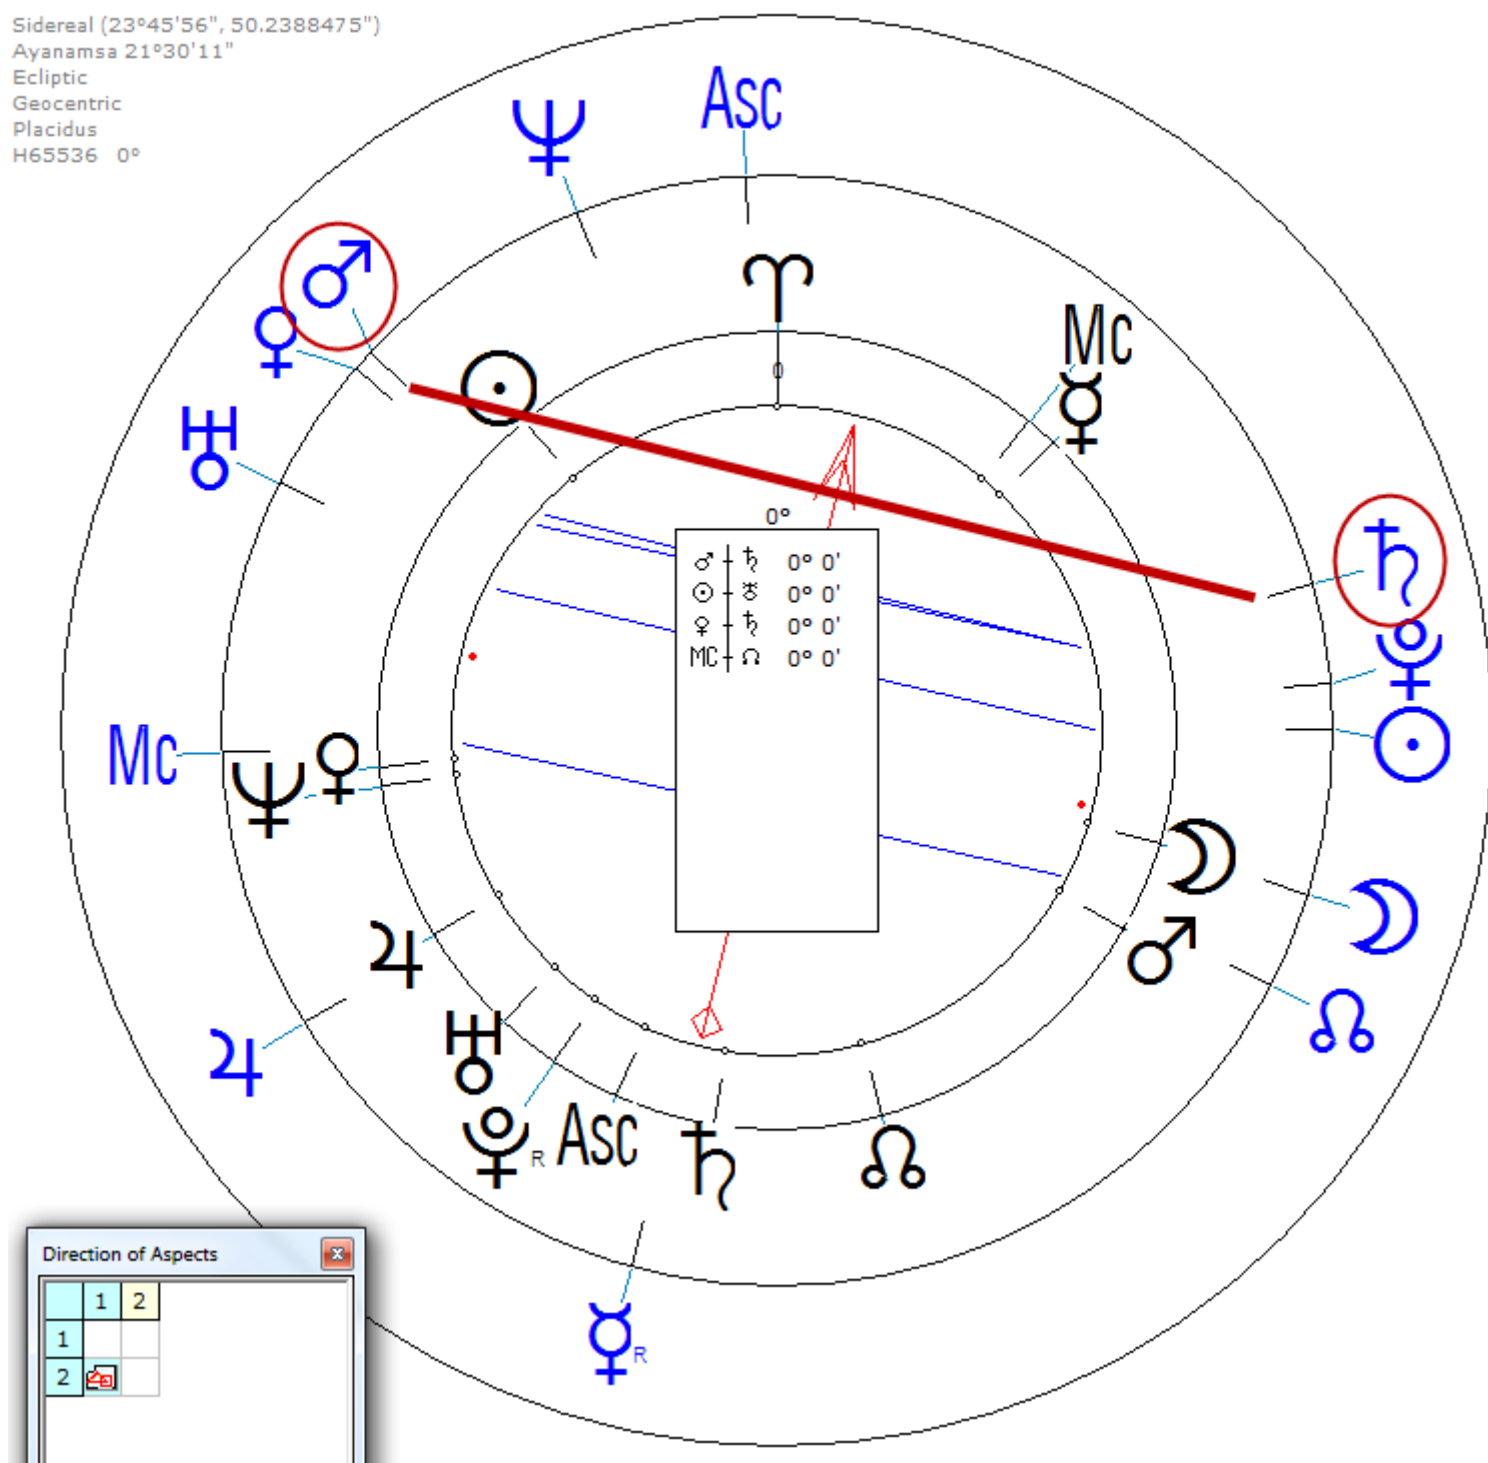 Sidereal (23°45'56", 50.2388475")
Ayanamsa 21°30'11"
Ecliptic
Geocentric
Placidus
H65536 0°
Asc
♆
♂
♀
♈
Mc
☿
☉
0
♅
♄
0°
♂ ♄ 0° 0'
☉ ♅ 0° 0'
♀ ♄ 0° 0'
MC ☊ 0° 0'
♇
☉
Mc
♆ ♀
☽
☽
♃
♂
☊
♃
♅
♇ R
Asc
♄
☊
☿ R
Direction of Aspects
x
1 2
1
2